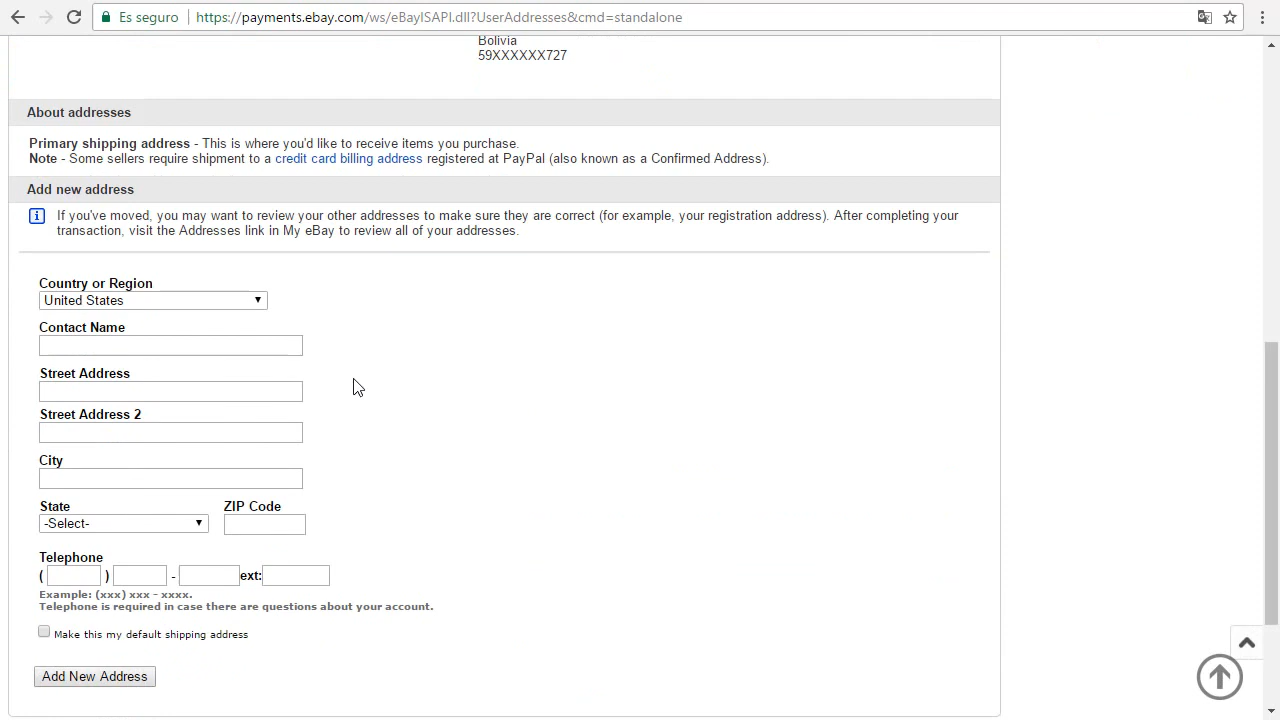 Es seguro https://payments.ebay.com/ws/eBayISAPI.dll?UserAddresses&cmd=standalone
Bolivia
59XXXXXX727
About addresses
Primary shipping address - This is where you'd like to receive items you purchase.
Note - Some sellers require shipment to a credit card billing address registered at PayPal (also known as a Confirmed Address).
Add new address
If you've moved, you may want to review your other addresses to make sure they are correct (for example, your registration address). After completing your
transaction, visit the Addresses link in My eBay to review all of your addresses.
Country or Region
United States
Contact Name
Street Address
Street Address 2
City
State ZIP Code
-Select-
Telephone
( ) - ext:
Example: (xxx) xxx - xxxx.
Telephone is required in case there are questions about your account.
Make this my default shipping address
Add New Address